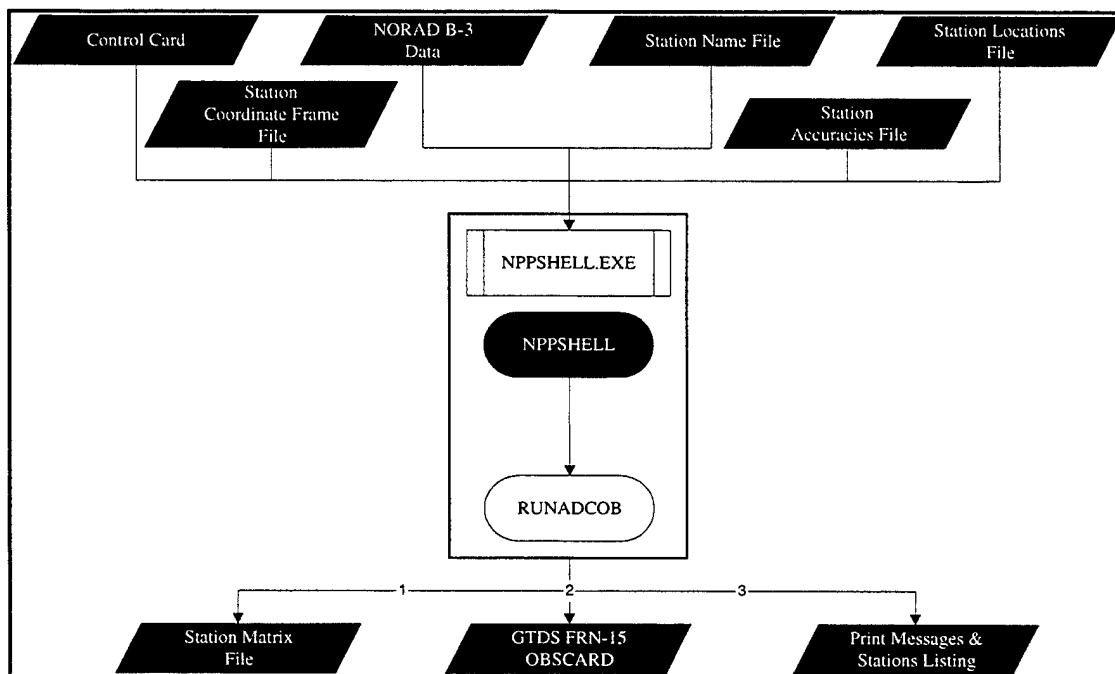 Control Card
NORAD B-3
Data
Station Name File
Station Locations
File
Station
Coordinate Frame
File
Station
Accuracies File
NPPSHELL.EXE
NPPSHELL
RUNADCOB
1
2
3
Station Matrix
File
GTDS FRN-15
OBSCARD
Print Messages &
Stations Listing